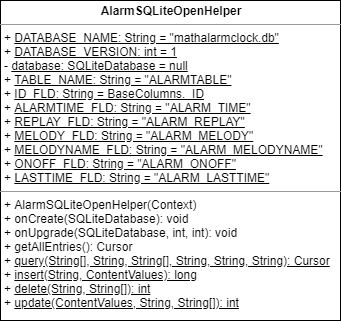 AlarmSQLiteOpenHelper
+ DATABASE_NAME: String = "mathalarmclock.db"
+ DATABASE_VERSION: int = 1
- database: SQLiteDatabase = null
+ TABLE_NAME: String = "ALARMTABLE"
+ ID_FLD: String = BaseColumns._ID
+ ALARMTIME_FLD: String = "ALARM_TIME"
+ REPLAY_FLD: String = "ALARM_REPLAY"
+ MELODY_FLD: String = "ALARM_MELODY"
+ MELODYNAME_FLD: String = "ALARM_MELODYNAME"
+ ONOFF_FLD: String = "ALARM_ONOFF"
+ LASTTIME_FLD: String = "ALARM_LASTTIME"
+ AlarmSQLiteOpenHelper(Context)
+ onCreate(SQLiteDatabase): void
+ onUpgrade(SQLiteDatabase, int, int): void
+ getAllEntries(): Cursor
+ query(String[], String, String[], String, String, String): Cursor
+ insert(String, ContentValues): long
+ delete(String, String[]): int
+ update(ContentValues, String, String[]): int